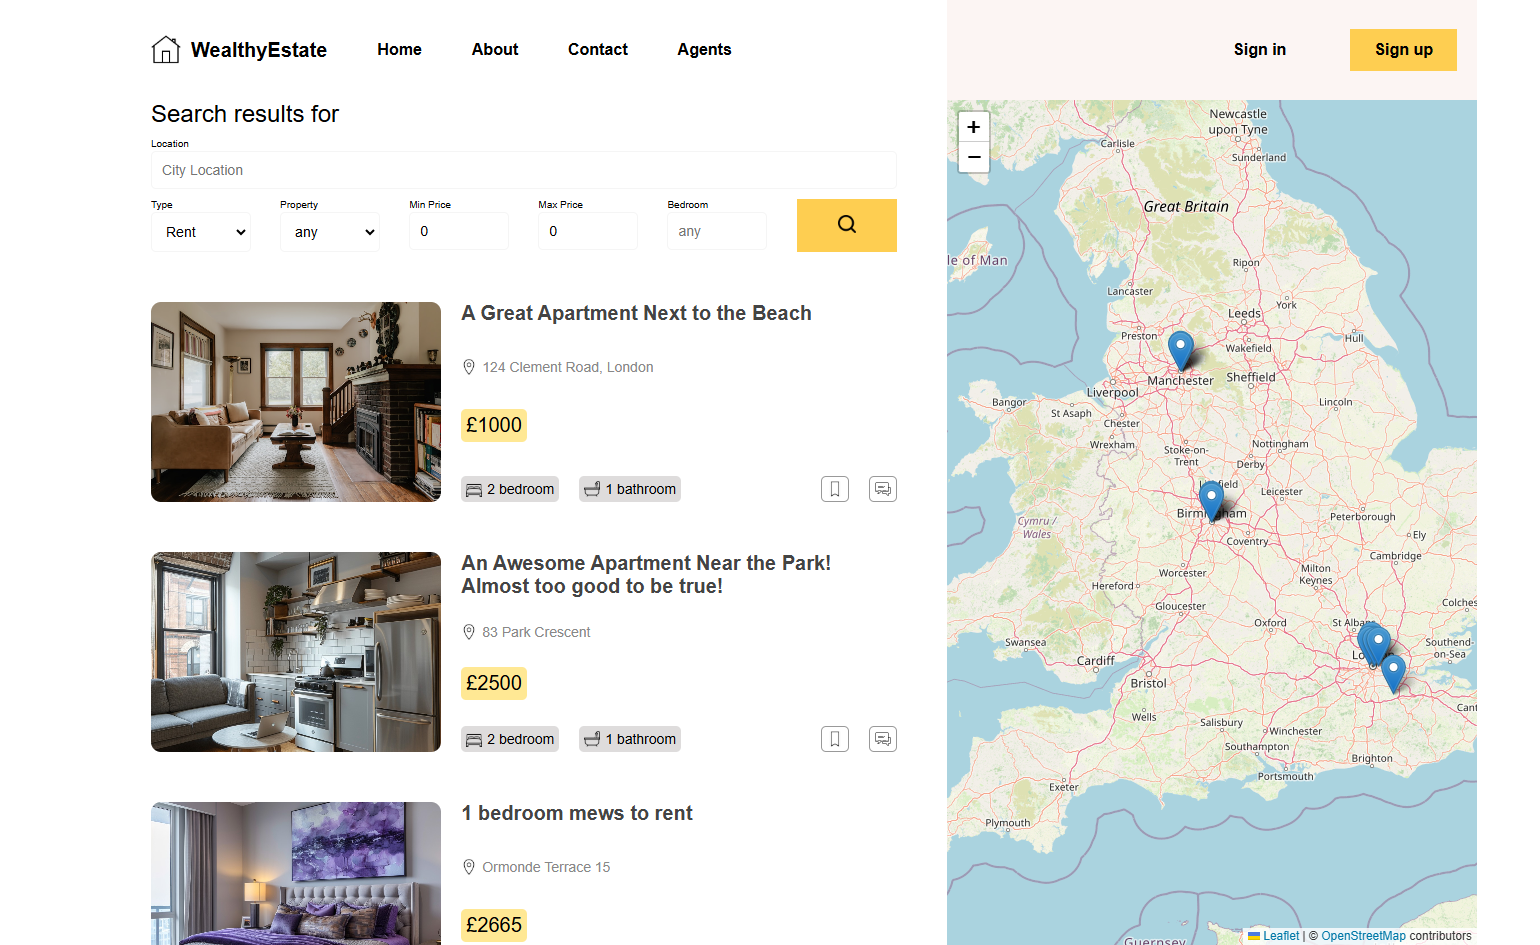 WealthyEstate
Home
About
Contact
Agents
Sign in
Sign up
Search results for
Location
City Location
Type
Property
Min Price
Max Price
Bedroom
Rent
any
0
0
any
A Great Apartment Next to the Beach
124 Clement Road, London
£1000
2 bedroom
1 bathroom
An Awesome Apartment Near the Park!
Almost too good to be true!
83 Park Crescent
£2500
2 bedroom
1 bathroom
1 bedroom mews to rent
Ormonde Terrace 15
£2665
+
−
Newcastle
upon Tyne
Carlisle
Sunderland
Great Britain
le of Man
Ripon
Lancaster
York
Leeds
Preston
Hull
Wakefield
Manchester
Sheffield
Liverpool
Bangor
St Asaph
Lincoln
Chester
Wrexham
Stoke-on-
Trent
Nottingham
Derby
field
Leicester
Birmingham
Peterborough
Cymru /
Wales
Coventry
Ely
Cambridge
Worcester
Milton
Keynes
Hereford
Gloucester
Colches
Oxford
St Alba
Swansea
Southend-
on-Sea
Cardiff
Lo
Bristol
Cant
Wells
Salisbury
Winchester
Southampton
Brighton
Portsmouth
Exeter
Plymouth
Guernsey
Leaflet | © OpenStreetMap contributors